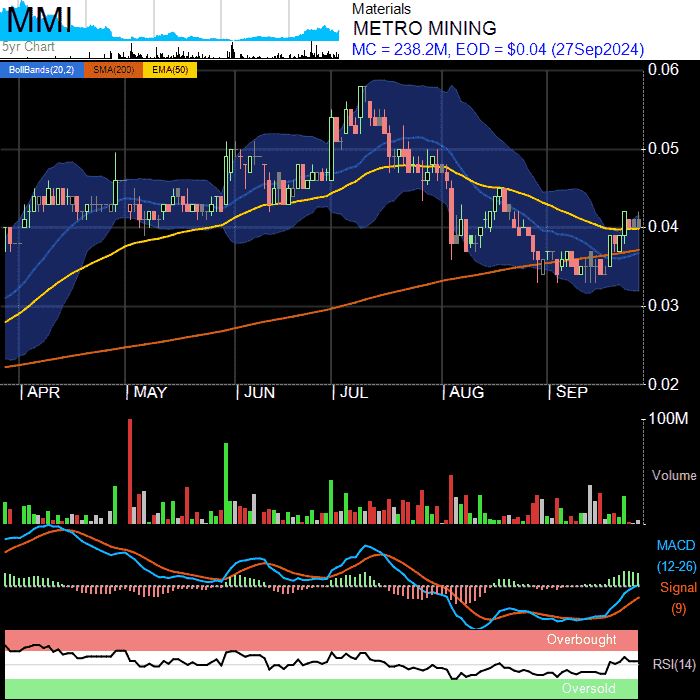 MMI
5yr Chart
Materials
METRO MINING
MC = 238.2M, EOD = $0.04 (27Sep2024)
BollBands(20,2) SMA(200) EMA(50)
0.06
0.05
0.04
0.03
0.02
APR MAY JUN JUL AUG SEP
100M
Volume
MACD
(12-26)
Signal
(9)
Overbought
RSI(14)
Oversold